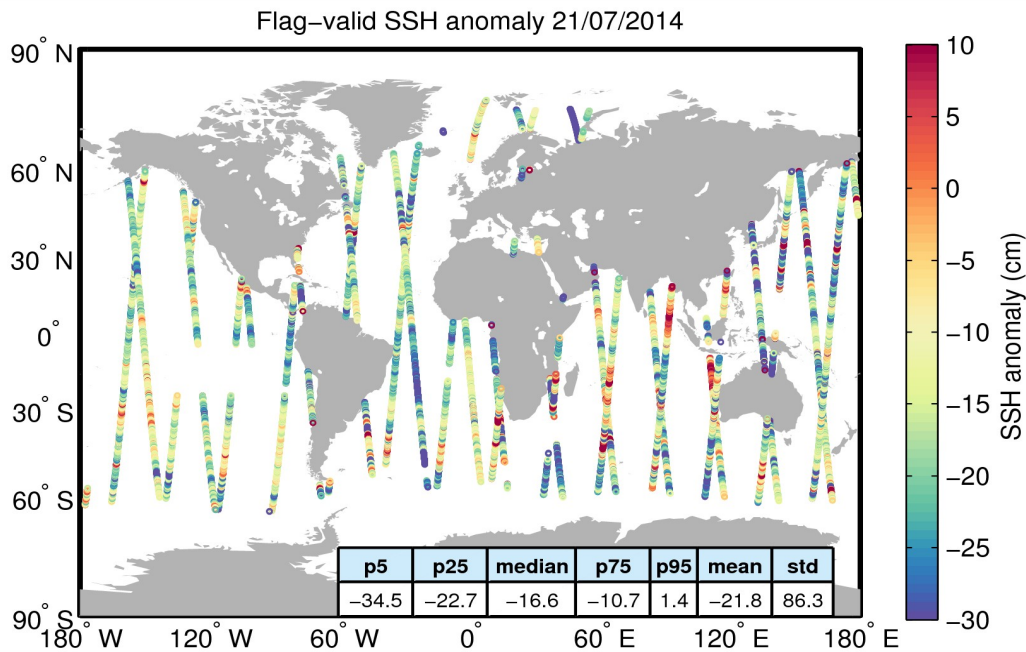 Flag−valid SSH anomaly 21/07/2014
90° N
60° N
30° N
0°
30° S
60° S
90° S
180° W
120° W
60° W
0°
60° E
120° E
180° E
p5 p25 median p75 p95 mean std
−34.5 −22.7 −16.6 −10.7 1.4 −21.8 86.3
10
5
0
−5
−10
−15
−20
−25
−30
SSH anomaly (cm)